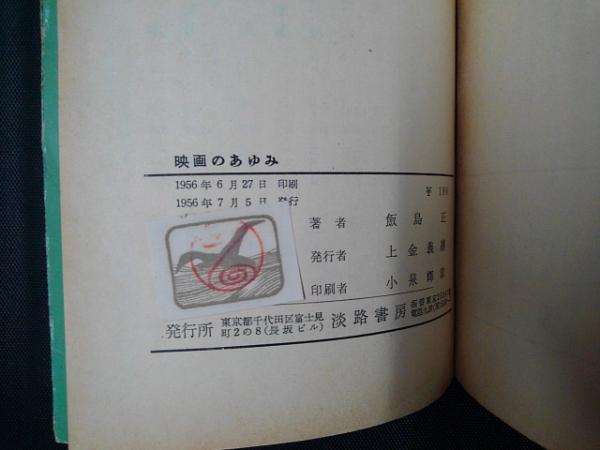 映画のあゆみ
1956年6月27日 印刷
1956年7月5日 発行
著者 飯島正
発行者 上金
印刷者 小泉輝
発行所 東京都千代田区富士見
町2の8(長坂ビル) 淡路書房